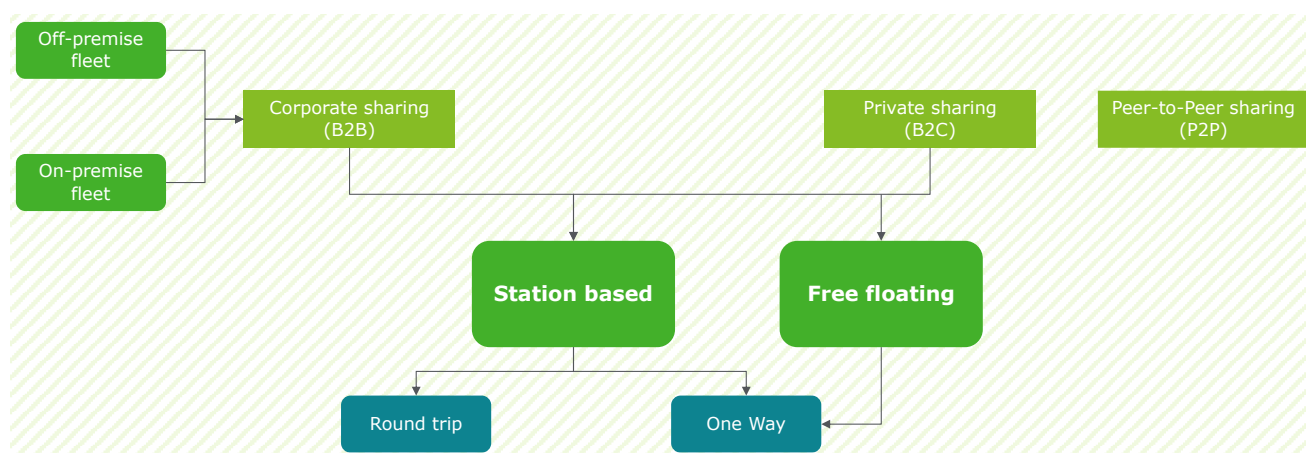 Off-premise
fleet
Corporate sharing
(B2B)
Private sharing
(B2C)
Peer-to-Peer sharing
(P2P)
On-premise
fleet
Station based
Free floating
Round trip
One Way